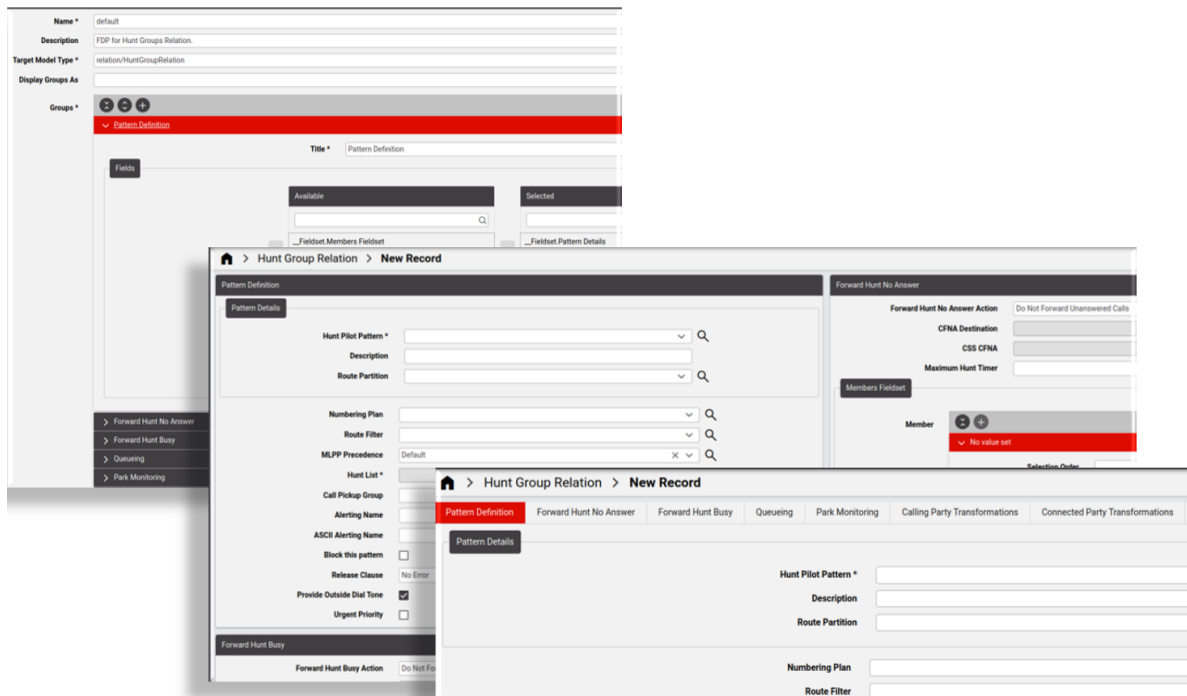 Name *
default
Description
FDP for Hunt Groups Relation.
Target Model Type *
relation/HuntGroupRelation
Display Groups As
Groups *
Pattern Definition
Title *
Pattern Definition
Fields
Available
Selected
__Fieldset.Members Fieldset
__Fieldset.Pattern Details
Forward Hunt No Answer
Forward Hunt Busy
Queueing
Park Monitoring
Hunt Group Relation > New Record
Pattern Definition
Pattern Details
Hunt Pilot Pattern *
Description
Route Partition
Numbering Plan
Route Filter
MLPP Precedence
Default
Hunt List *
Call Pickup Group
Alerting Name
ASCII Alerting Name
Block this pattern
Release Clause
No Error
Provide Outside Dial Tone
Urgent Priority
Forward Hunt Busy
Forward Hunt Busy Action
Do Not Fo
Forward Hunt No Answer
Forward Hunt No Answer Action
Do Not Forward Unanswered Calls
CFNA Destination
CSS CFNA
Maximum Hunt Timer
Members Fieldset
Member
No value set
Selection Order
Hunt Group Relation > New Record
Pattern Definition
Forward Hunt No Answer
Forward Hunt Busy
Queueing
Park Monitoring
Calling Party Transformations
Connected Party Transformations
Pattern Details
Hunt Pilot Pattern *
Description
Route Partition
Numbering Plan
Route Filter